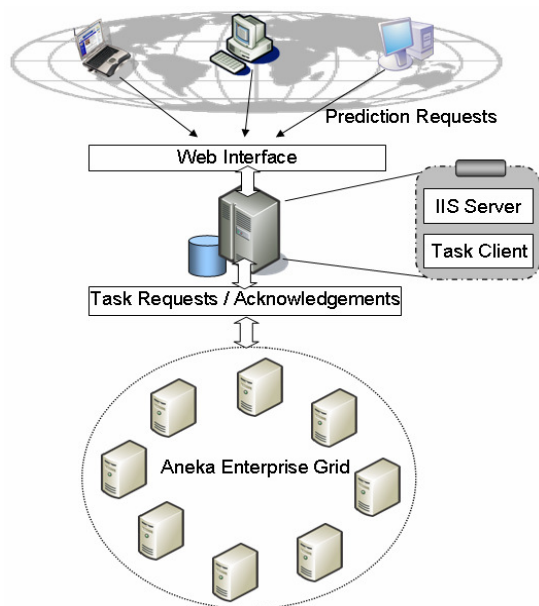 Prediction Requests
Web Interface
IIS Server
Task Client
Task Requests / Acknowledgements
Aneka Enterprise Grid